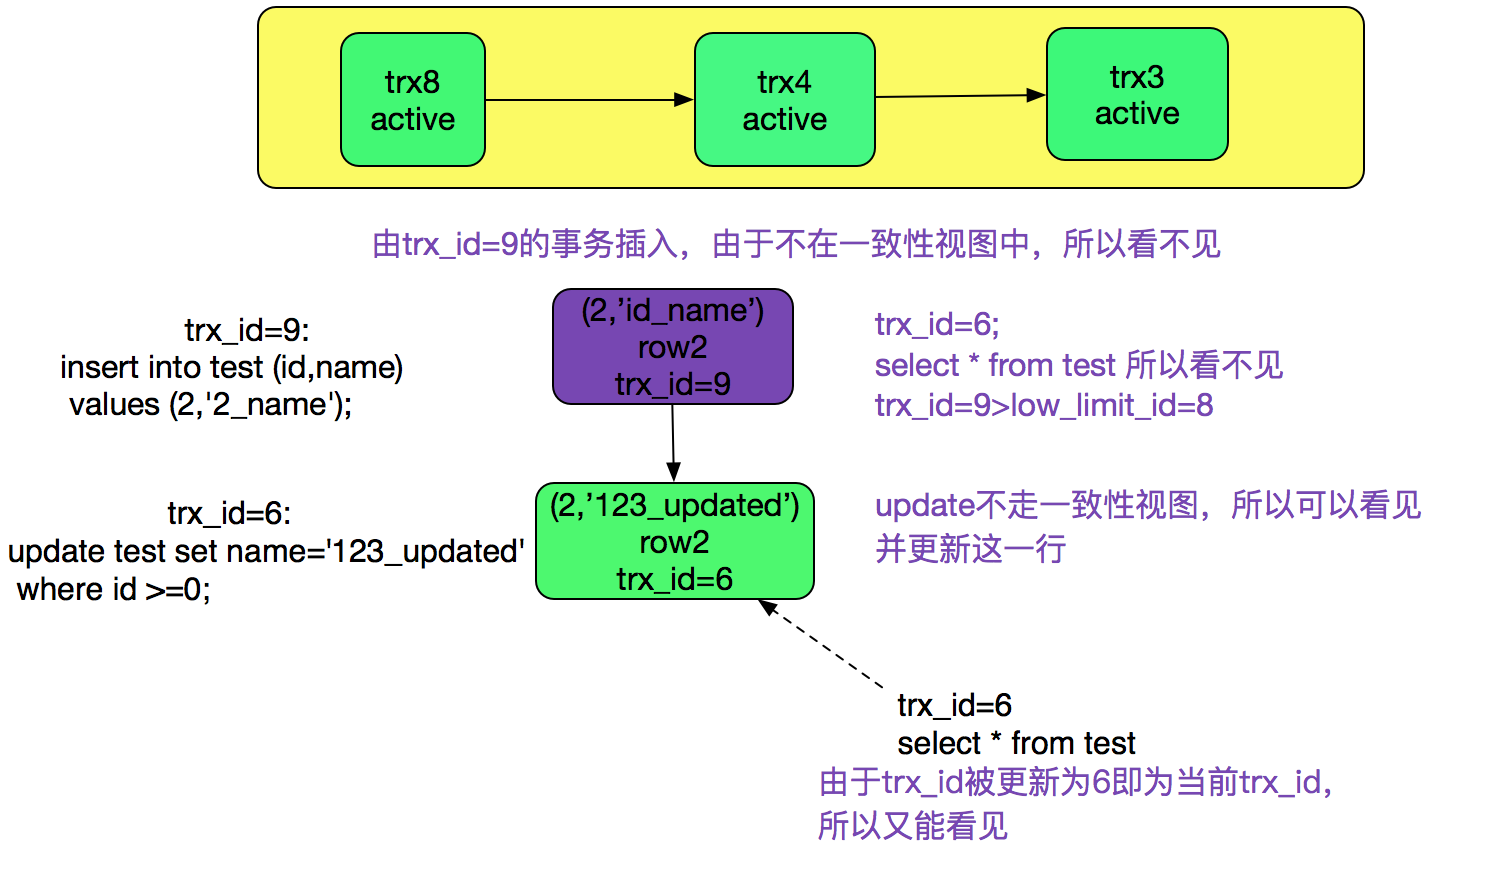 trx8
active
trx4
active
trx3
active
由trx_id=9的事务插入，由于不在一致性视图中，所以看不见
trx_id=9:
insert into test (id,name)
values (2,'2_name');
(2,’id_name’)
row2
trx_id=9
trx_id=6;
select * from test 所以看不见
trx_id=9>low_limit_id=8
trx_id=6:
update test set name='123_updated'
where id >=0;
(2,’123_updated’)
row2
trx_id=6
update不走一致性视图，所以可以看见
并更新这一行
trx_id=6
select * from test
由于trx_id被更新为6即为当前trx_id，
所以又能看见